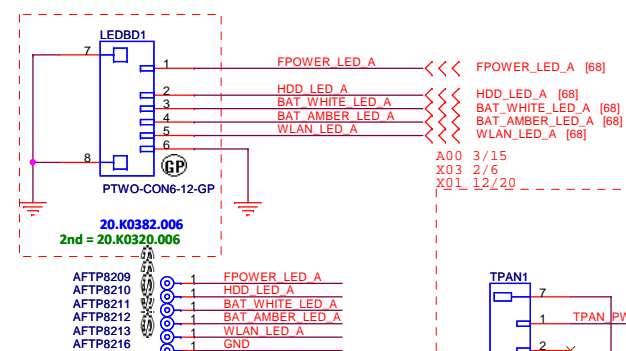 LEDBD1
7
1 FPOWER_LED_A FPOWER_LED_A [68]
2 HDD_LED_A HDD_LED_A [68]
3 BAT_WHITE_LED_A BAT_WHITE_LED_A [68]
4 BAT_AMBER_LED_A BAT_AMBER_LED_A [68]
5 WLAN_LED_A WLAN_LED_A [68]
6
8
GP
PTWO-CON6-12-GP
A00 3/15
X03 2/6
X01 12/20
20.K0382.006
2nd = 20.K0320.006
AFTP8209 1 FPOWER_LED_A
AFTP8210 1 HDD_LED_A
AFTP8211 1 BAT_WHITE_LED_A
AFTP8212 1 BAT_AMBER_LED_A
AFTP8213 1 WLAN_LED_A
AFTP8216 1 GND
TPAN1
7
1 TPAN_PW
2